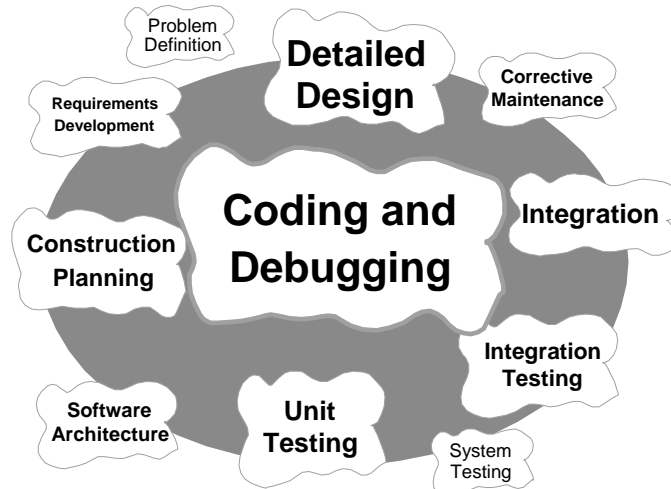 Problem
Definition
Detailed
Design
Corrective
Maintenance
Requirements
Development
Coding and
Debugging
Integration
Construction
Planning
Integration
Testing
Software
Architecture
Unit
Testing
System
Testing